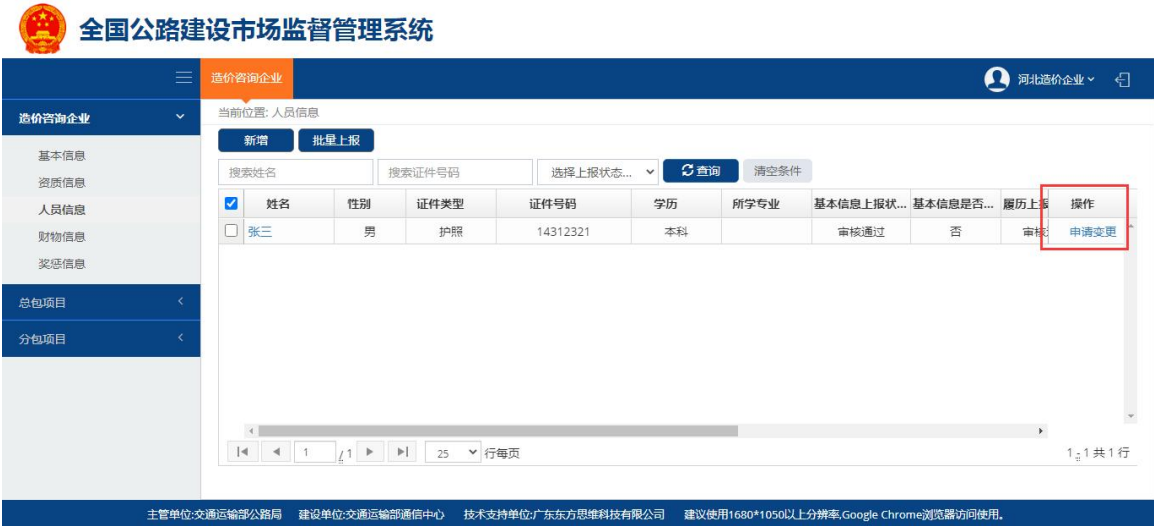 全国公路建设市场监督管理系统
造价咨询企业
河北造价企业
造价咨询企业
当前位置: 人员信息
基本信息
资质信息
人员信息
财物信息
奖惩信息
总包项目
分包项目
新增 批量上报
搜索姓名 搜索证件号码 选择上报状态... 查询 清空条件
姓名 性别 证件类型 证件号码 学历 所学专业 基本信息上报状... 基本信息是否... 履历上报 操作
张三 男 护照 14312321 本科 审核通过 否 审核 申请变更
1 / 1 25 行每页 1 - 1 共 1 行
主管单位:交通运输部公路局 建设单位:交通运输部通信中心 技术支持单位:广东东方思维科技有限公司 建议使用1680*1050以上分辨率,Google Chrome浏览器访问使用。